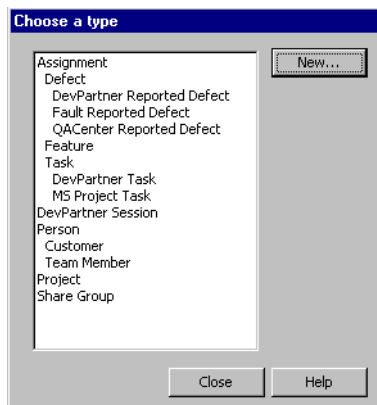 Choose a type
Assignment
Defect
DevPartner Reported Defect
Fault Reported Defect
QACenter Reported Defect
Feature
Task
DevPartner Task
MS Project Task
DevPartner Session
Person
Customer
Team Member
Project
Share Group
New...
Close
Help